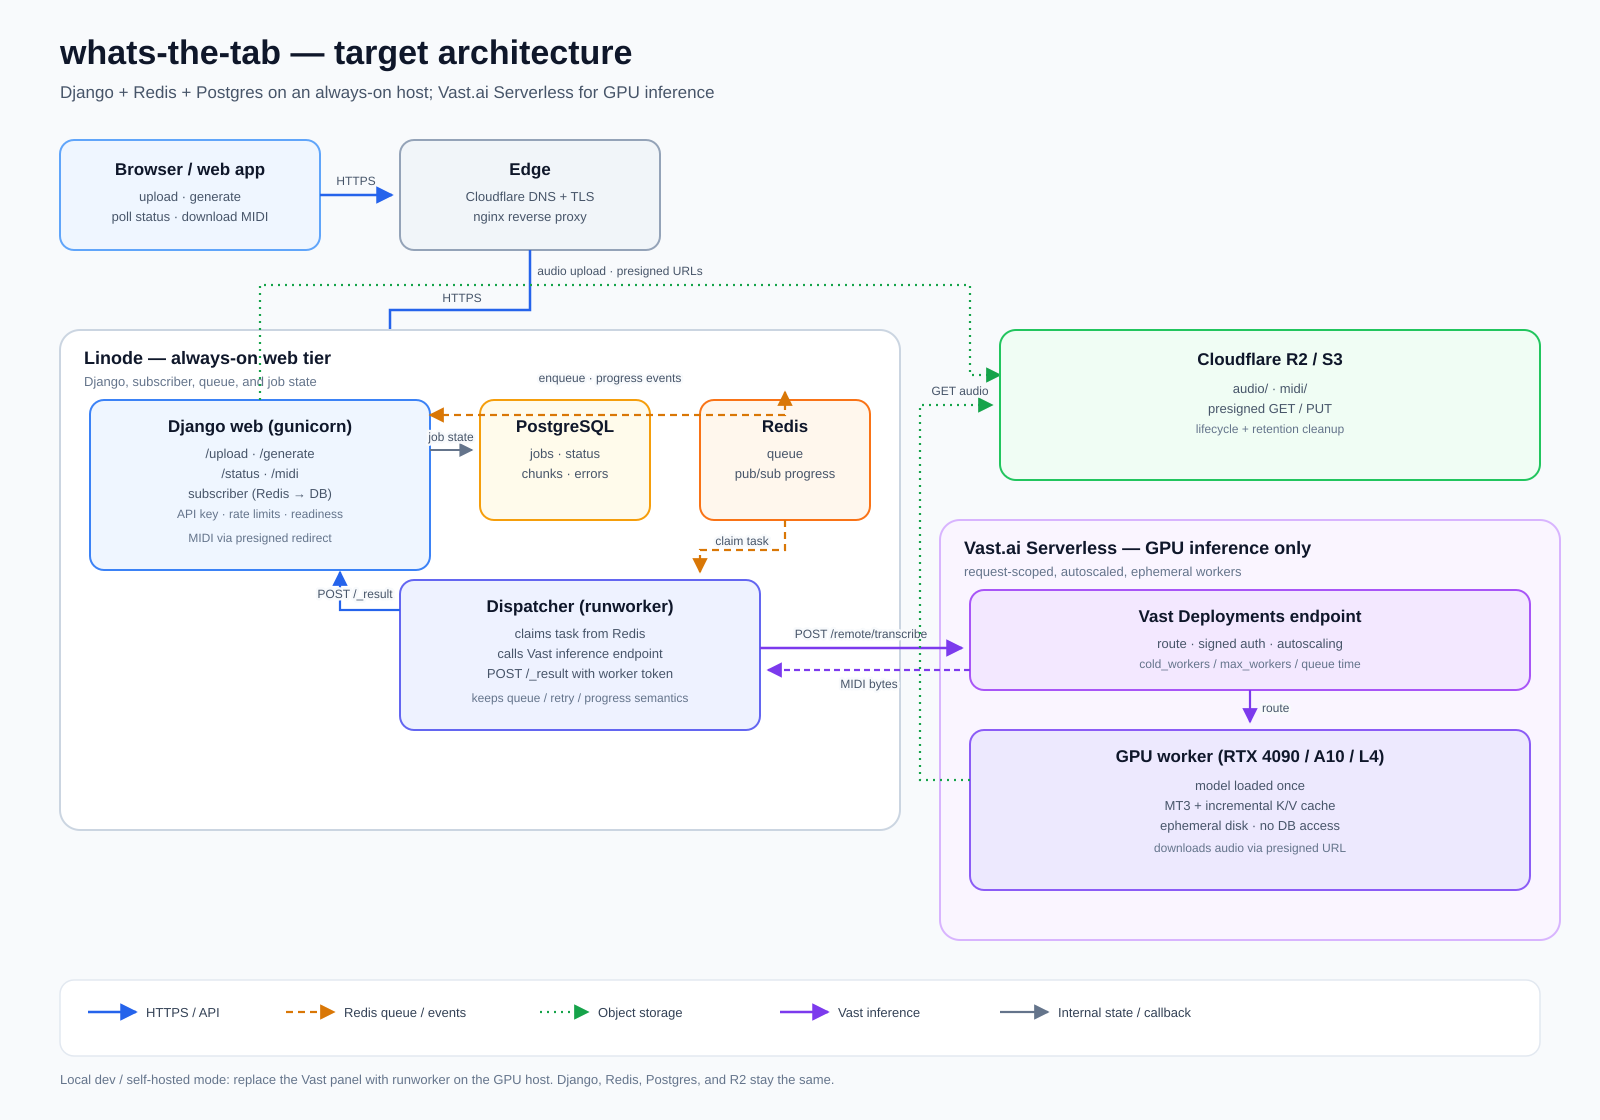 whats-the-tab — target architecture
Django + Redis + Postgres on an always-on host; Vast.ai Serverless for GPU inference
Browser / web app
upload · generate
poll status · download MIDI
HTTPS
Edge
Cloudflare DNS + TLS
nginx reverse proxy
audio upload · presigned URLs
HTTPS
Linode — always-on web tier
Django, subscriber, queue, and job state
enqueue · progress events
Django web (gunicorn)
/upload · /generate
/status · /midi
subscriber (Redis → DB)
API key · rate limits · readiness
MIDI via presigned redirect
job state
PostgreSQL
jobs · status
chunks · errors
Redis
queue
pub/sub progress
claim task
POST /_result
Dispatcher (runworker)
claims task from Redis
calls Vast inference endpoint
POST /_result with worker token
keeps queue / retry / progress semantics
POST /remote/transcribe
MIDI bytes
GET audio
Cloudflare R2 / S3
audio/ · midi/
presigned GET / PUT
lifecycle + retention cleanup
Vast.ai Serverless — GPU inference only
request-scoped, autoscaled, ephemeral workers
Vast Deployments endpoint
route · signed auth · autoscaling
cold_workers / max_workers / queue time
route
GPU worker (RTX 4090 / A10 / L4)
model loaded once
MT3 + incremental K/V cache
ephemeral disk · no DB access
downloads audio via presigned URL
HTTPS / API
Redis queue / events
Object storage
Vast inference
Internal state / callback
Local dev / self-hosted mode: replace the Vast panel with runworker on the GPU host. Django, Redis, Postgres, and R2 stay the same.